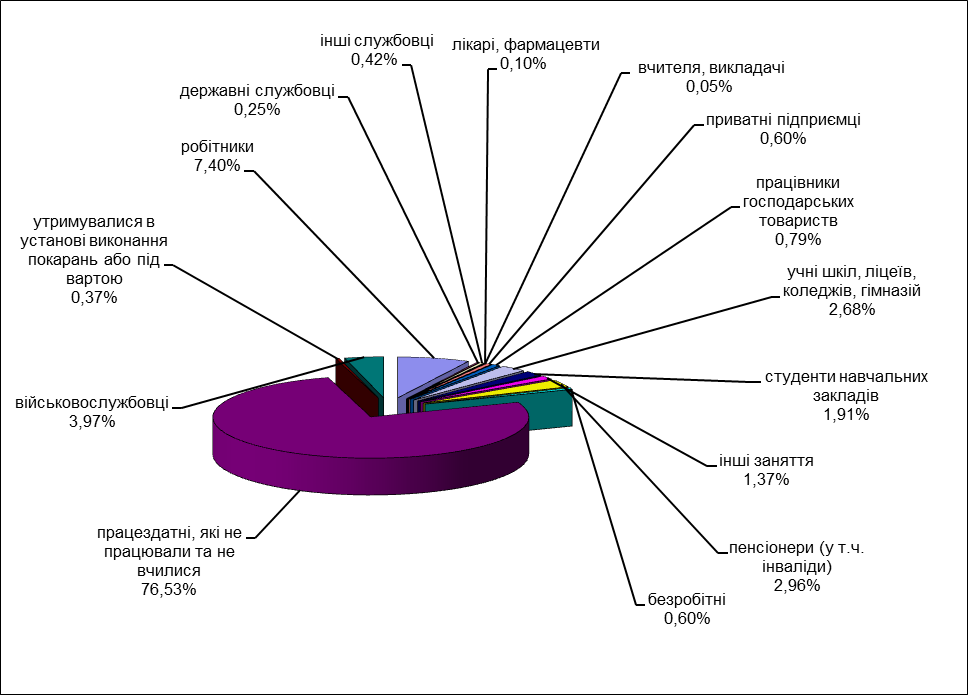 інші службовці
0,42%
лікарі, фармацевти
0,10%
вчителя, викладачі
0,05%
державні службовці
0,25%
приватні підприємці
0,60%
робітники
7,40%
працівники
господарських
товариств
0,79%
утримувалися в
установі виконання
покарань або під
вартою
0,37%
учні шкіл, ліцеїв,
коледжів, гімназій
2,68%
студенти навчальних
закладів
1,91%
військовослужбовці
3,97%
інші заняття
1,37%
працездатні, які не
працювали та не
вчилися
76,53%
пенсіонери (у т.ч.
інваліди)
2,96%
безробітні
0,60%